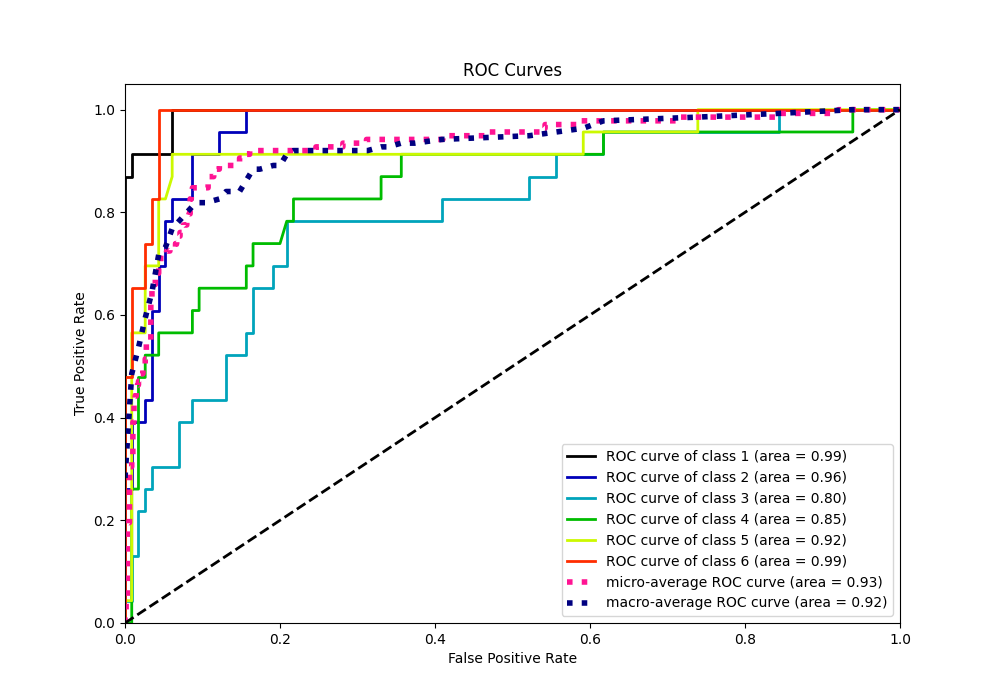 ROC Curves
True Positive Rate
1.0
0.8
0.6
0.4
0.2
0.0
ROC curve of class 1 (area = 0.99)
ROC curve of class 2 (area = 0.96)
ROC curve of class 3 (area = 0.80)
ROC curve of class 4 (area = 0.85)
ROC curve of class 5 (area = 0.92)
ROC curve of class 6 (area = 0.99)
micro-average ROC curve (area = 0.93)
macro-average ROC curve (area = 0.92)
0.0 0.2 0.4 0.6 0.8 1.0
False Positive Rate